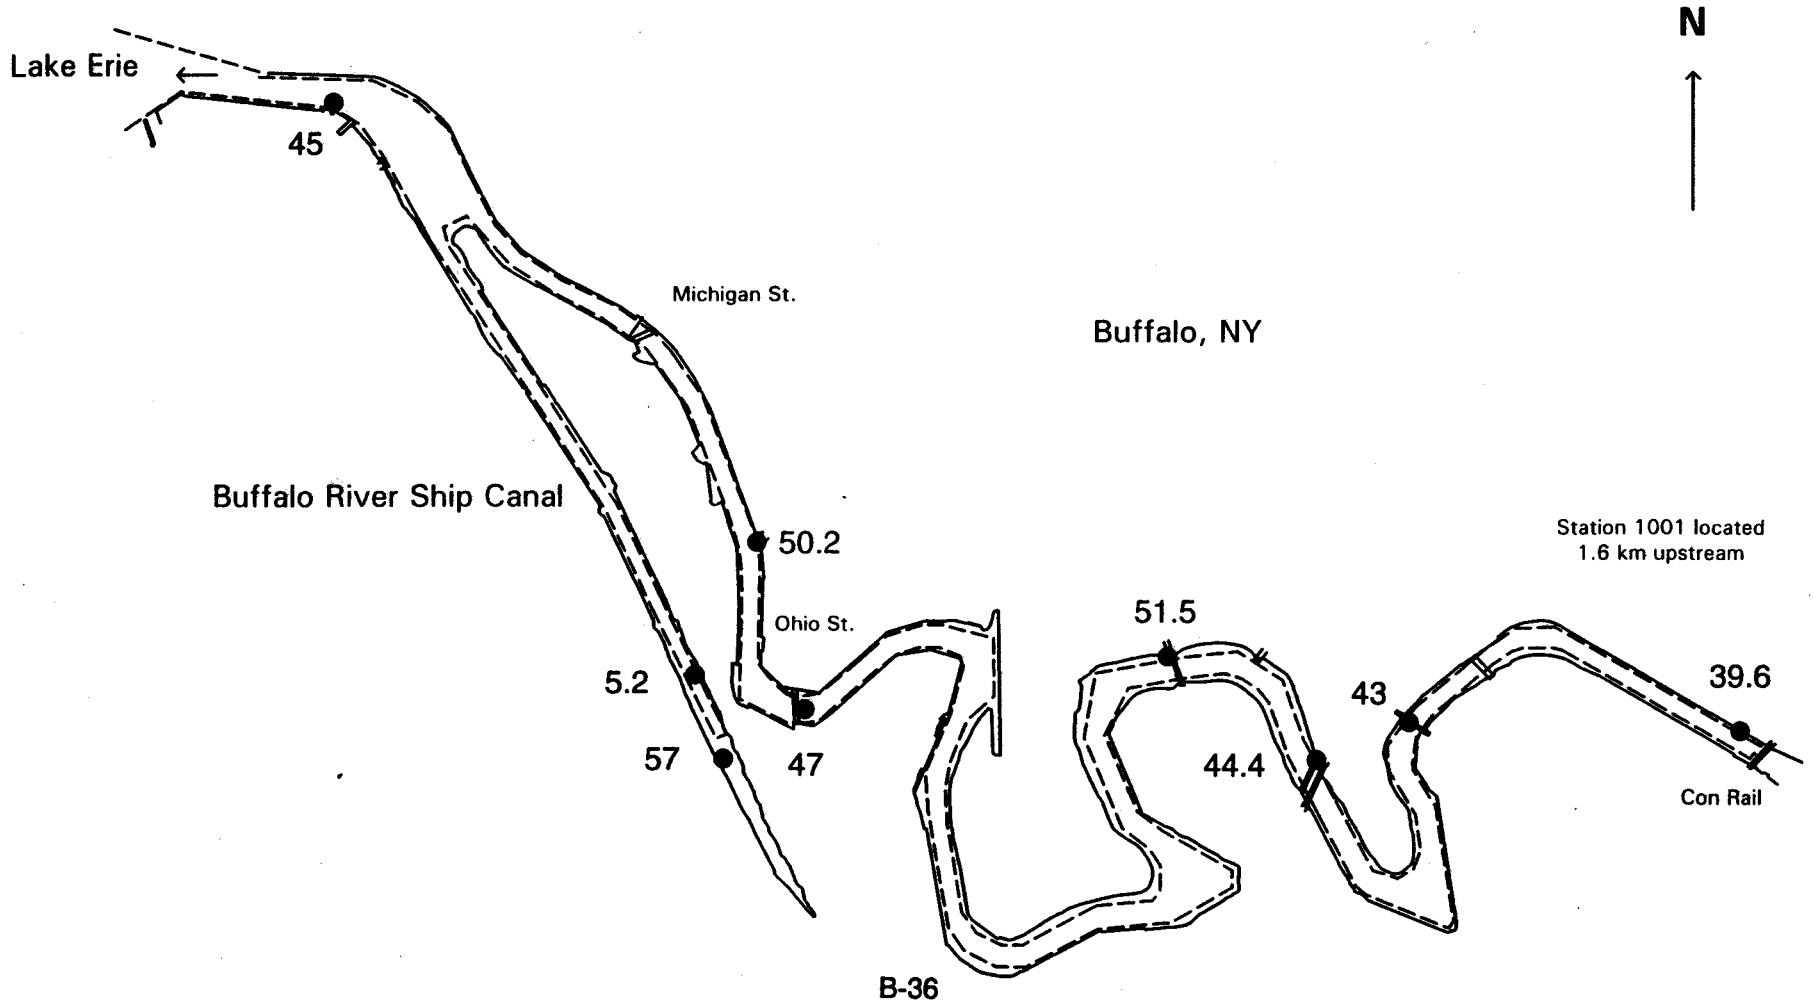 N
Lake Erie
45
Michigan St.
Buffalo, NY
Buffalo River Ship Canal
50.2
Station 1001 located
1.6 km upstream
Ohio St.
51.5
5.2
43
39.6
57
47
44.4
Con Rail
B-36